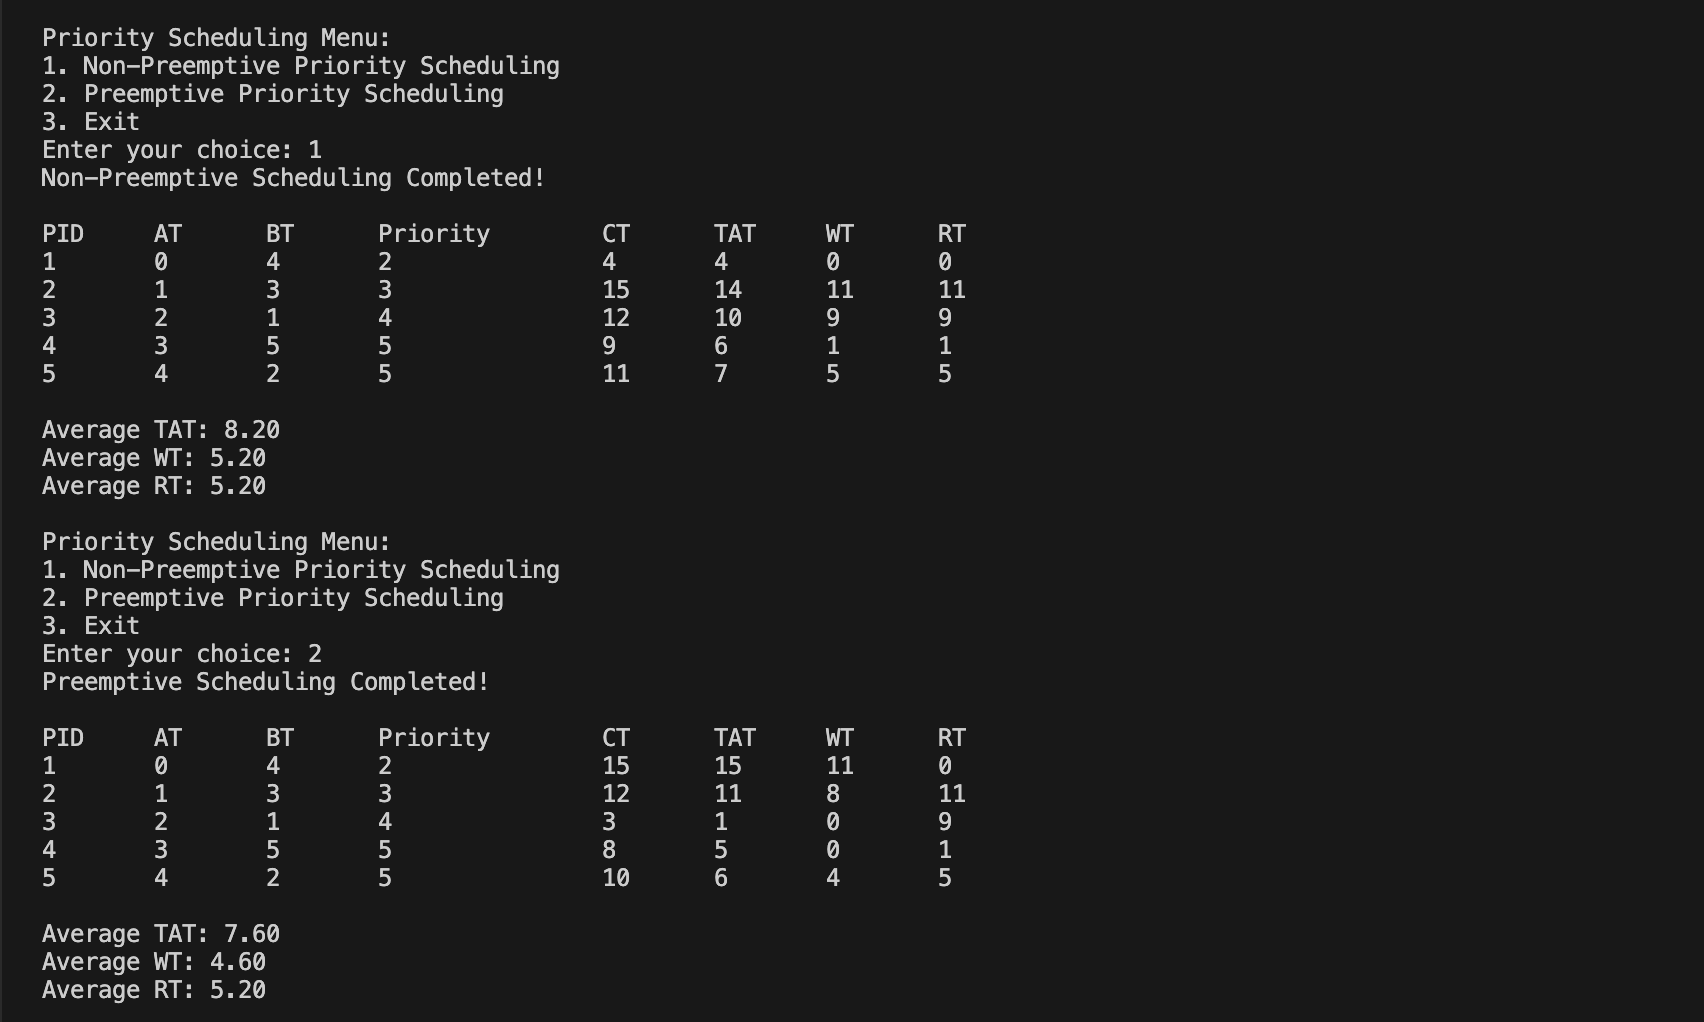 Priority Scheduling Menu:
1. Non-Preemptive Priority Scheduling
2. Preemptive Priority Scheduling
3. Exit
Enter your choice: 1
Non-Preemptive Scheduling Completed!
PID AT BT Priority CT TAT WT RT
1 0 4 2 4 4 0 0
2 1 3 3 15 14 11 11
3 2 1 4 12 10 9 9
4 3 5 5 9 6 1 1
5 4 2 5 11 7 5 5
Average TAT: 8.20
Average WT: 5.20
Average RT: 5.20
Priority Scheduling Menu:
1. Non-Preemptive Priority Scheduling
2. Preemptive Priority Scheduling
3. Exit
Enter your choice: 2
Preemptive Scheduling Completed!
PID AT BT Priority CT TAT WT RT
1 0 4 2 15 15 11 0
2 1 3 3 12 11 8 11
3 2 1 4 3 1 0 9
4 3 5 5 8 5 0 1
5 4 2 5 10 6 4 5
Average TAT: 7.60
Average WT: 4.60
Average RT: 5.20